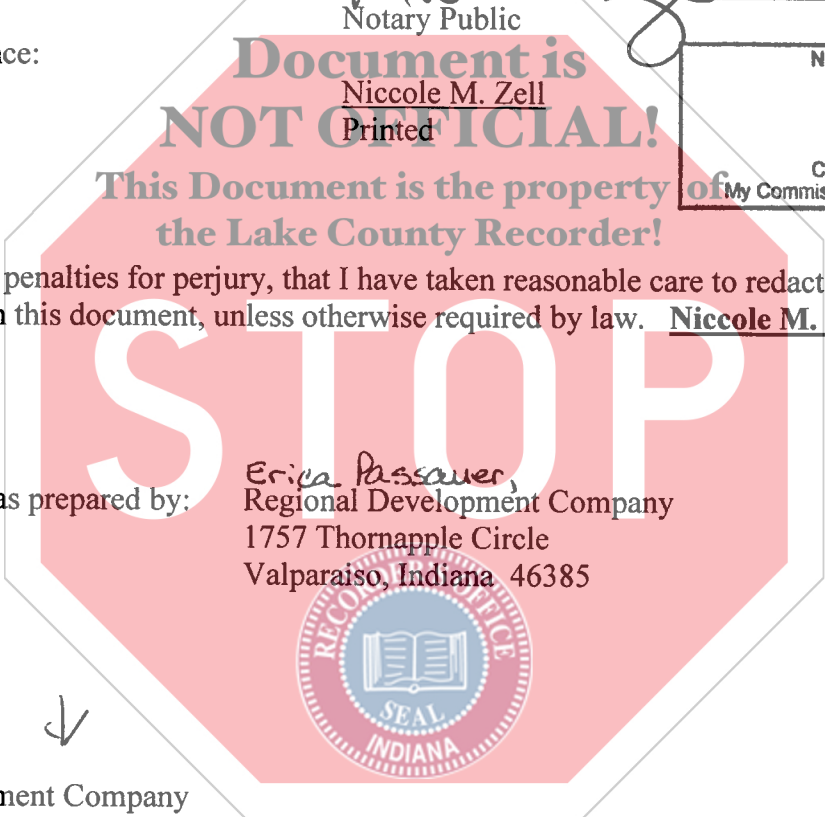 Notary Public
ce:
Document is
Niccole M. Zell
NOT OFFICIAL!
Printed
This Document is the property of
My Commis
the Lake County Recorder!
penalties for perjury, that I have taken reasonable care to redact
this document, unless otherwise required by law. Niccole M.
STOP
Erica Passauer,
as prepared by: Regional Development Company
1757 Thornapple Circle
Valparaiso, Indiana 46385
RECORDER'S OFFICE
SEAL
INDIANA
ment Company